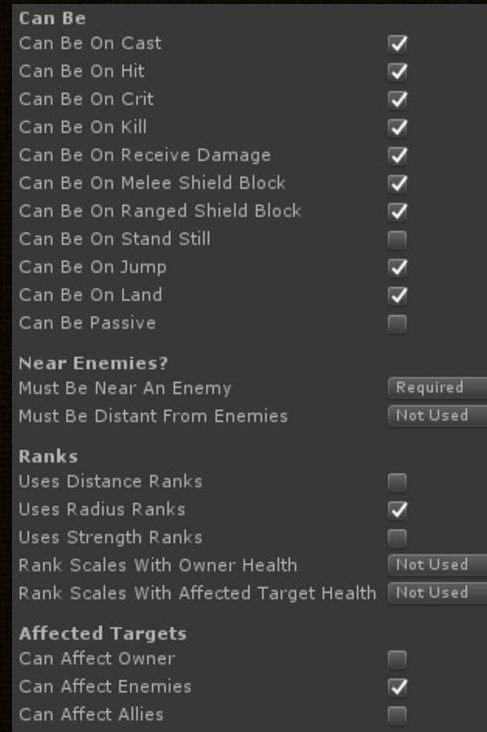 Can Be
Can Be On Cast
Can Be On Hit
Can Be On Crit
Can Be On Kill
Can Be On Receive Damage
Can Be On Melee Shield Block
Can Be On Ranged Shield Block
Can Be On Stand Still
Can Be On Jump
Can Be On Land
Can Be Passive
Near Enemies?
Must Be Near An Enemy Required
Must Be Distant From Enemies Not Used
Ranks
Uses Distance Ranks
Uses Radius Ranks
Uses Strength Ranks
Rank Scales With Owner Health Not Used
Rank Scales With Affected Target Health Not Used
Affected Targets
Can Affect Owner
Can Affect Enemies
Can Affect Allies